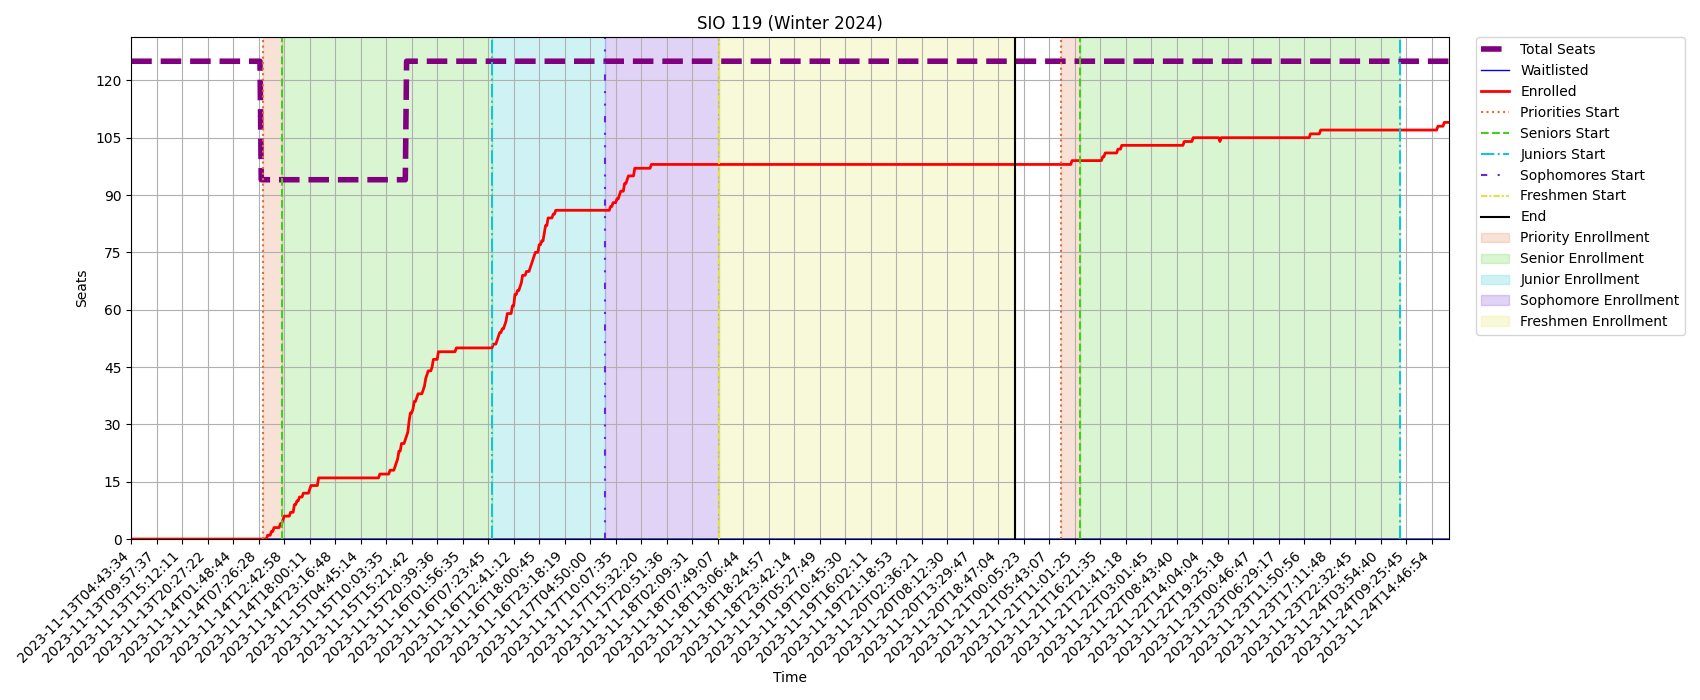 SIO 119 (Winter 2024)
Total Seats
Waitlisted
Enrolled
Priorities Start
Seniors Start
Juniors Start
Sophomores Start
Freshmen Start
End
Priority Enrollment
Senior Enrollment
Junior Enrollment
Sophomore Enrollment
Freshmen Enrollment
Seats
120
105
90
75
60
45
30
15
0
2023-11-13T04:43:34
2023-11-13T09:57:37
2023-11-13T15:12:11
2023-11-13T20:27:22
2023-11-14T01:48:44
2023-11-14T07:26:28
2023-11-14T12:42:58
2023-11-14T18:00:11
2023-11-14T23:16:48
2023-11-15T04:45:14
2023-11-15T10:03:35
2023-11-15T15:21:42
2023-11-15T20:39:36
2023-11-16T01:56:35
2023-11-16T07:23:45
2023-11-16T12:41:12
2023-11-16T18:00:45
2023-11-16T23:18:19
2023-11-17T04:50:00
2023-11-17T10:07:35
2023-11-17T15:32:20
2023-11-17T20:51:36
2023-11-18T02:09:31
2023-11-18T07:49:07
2023-11-18T13:06:44
2023-11-18T18:24:57
2023-11-18T23:42:14
2023-11-19T05:27:49
2023-11-19T10:45:30
2023-11-19T16:02:11
2023-11-19T21:18:53
2023-11-20T02:36:21
2023-11-20T08:12:30
2023-11-20T13:29:47
2023-11-20T18:47:04
2023-11-21T00:05:23
2023-11-21T05:43:07
2023-11-21T11:01:23
2023-11-21T16:21:35
2023-11-21T21:41:18
2023-11-22T03:01:45
2023-11-22T08:43:40
2023-11-22T14:04:04
2023-11-22T19:25:18
2023-11-23T00:46:47
2023-11-23T06:29:17
2023-11-23T11:50:56
2023-11-23T17:11:48
2023-11-23T22:32:45
2023-11-24T03:54:40
2023-11-24T09:25:45
2023-11-24T14:46:54
Time